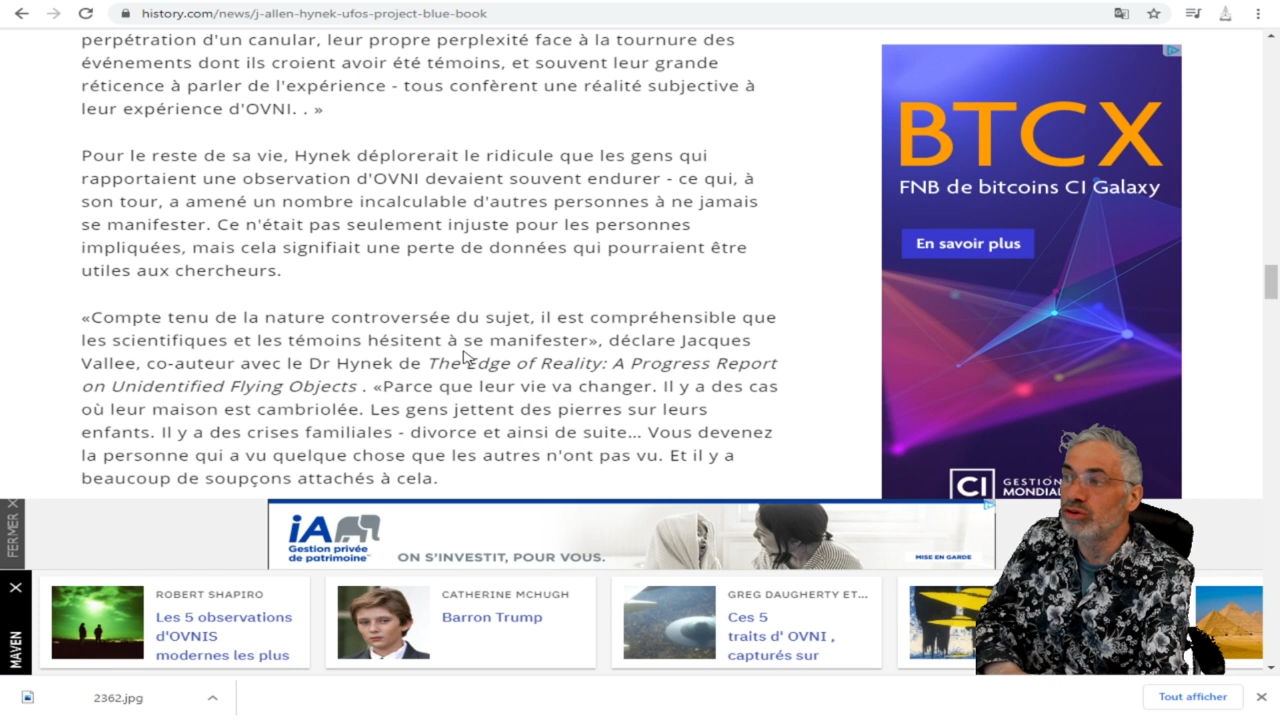 history.com/news/j-allen-hynek-ufos-project-blue-book
perpétration d'un canular, leur propre perplexité face à la tournure des
événements dont ils croient avoir été témoins, et souvent leur grande
réticence à parler de l'expérience - tous confèrent une réalité subjective à
leur expérience d'OVNI. . »
Pour le reste de sa vie, Hynek déplorerait le ridicule que les gens qui
rapportaient une observation d'OVNI devaient souvent endurer - ce qui, à
son tour, a amené un nombre incalculable d'autres personnes à ne jamais
se manifester. Ce n'était pas seulement injuste pour les personnes
impliquées, mais cela signifiait une perte de données qui pourraient être
utiles aux chercheurs.
«Compte tenu de la nature controversée du sujet, il est compréhensible que
les scientifiques et les témoins hésitent à se manifester», déclare Jacques
Vallee, co-auteur avec le Dr Hynek de The Edge of Reality: A Progress Report
on Unidentified Flying Objects . «Parce que leur vie va changer. Il y a des cas
où leur maison est cambriolée. Les gens jettent des pierres sur leurs
enfants. Il y a des crises familiales - divorce et ainsi de suite... Vous devenez
la personne qui a vu quelque chose que les autres n'ont pas vu. Et il y a
beaucoup de soupçons attachés à cela.
BTCX
FNB de bitcoins CI Galaxy
En savoir plus
CI
GESTION
MONDIAL
FERMER X
iA
Gestion privée
de patrimoine
ON S'INVESTIT, POUR VOUS.
MISE EN GARDE
X
MAVEN
ROBERT SHAPIRO
Les 5 observations
d'OVNIS
modernes les plus
CATHERINE MCHUGH
Barron Trump
GREG DAUGHERTY ET...
Ces 5
traits d' OVNI ,
capturés sur
2362.jpg
Tout afficher